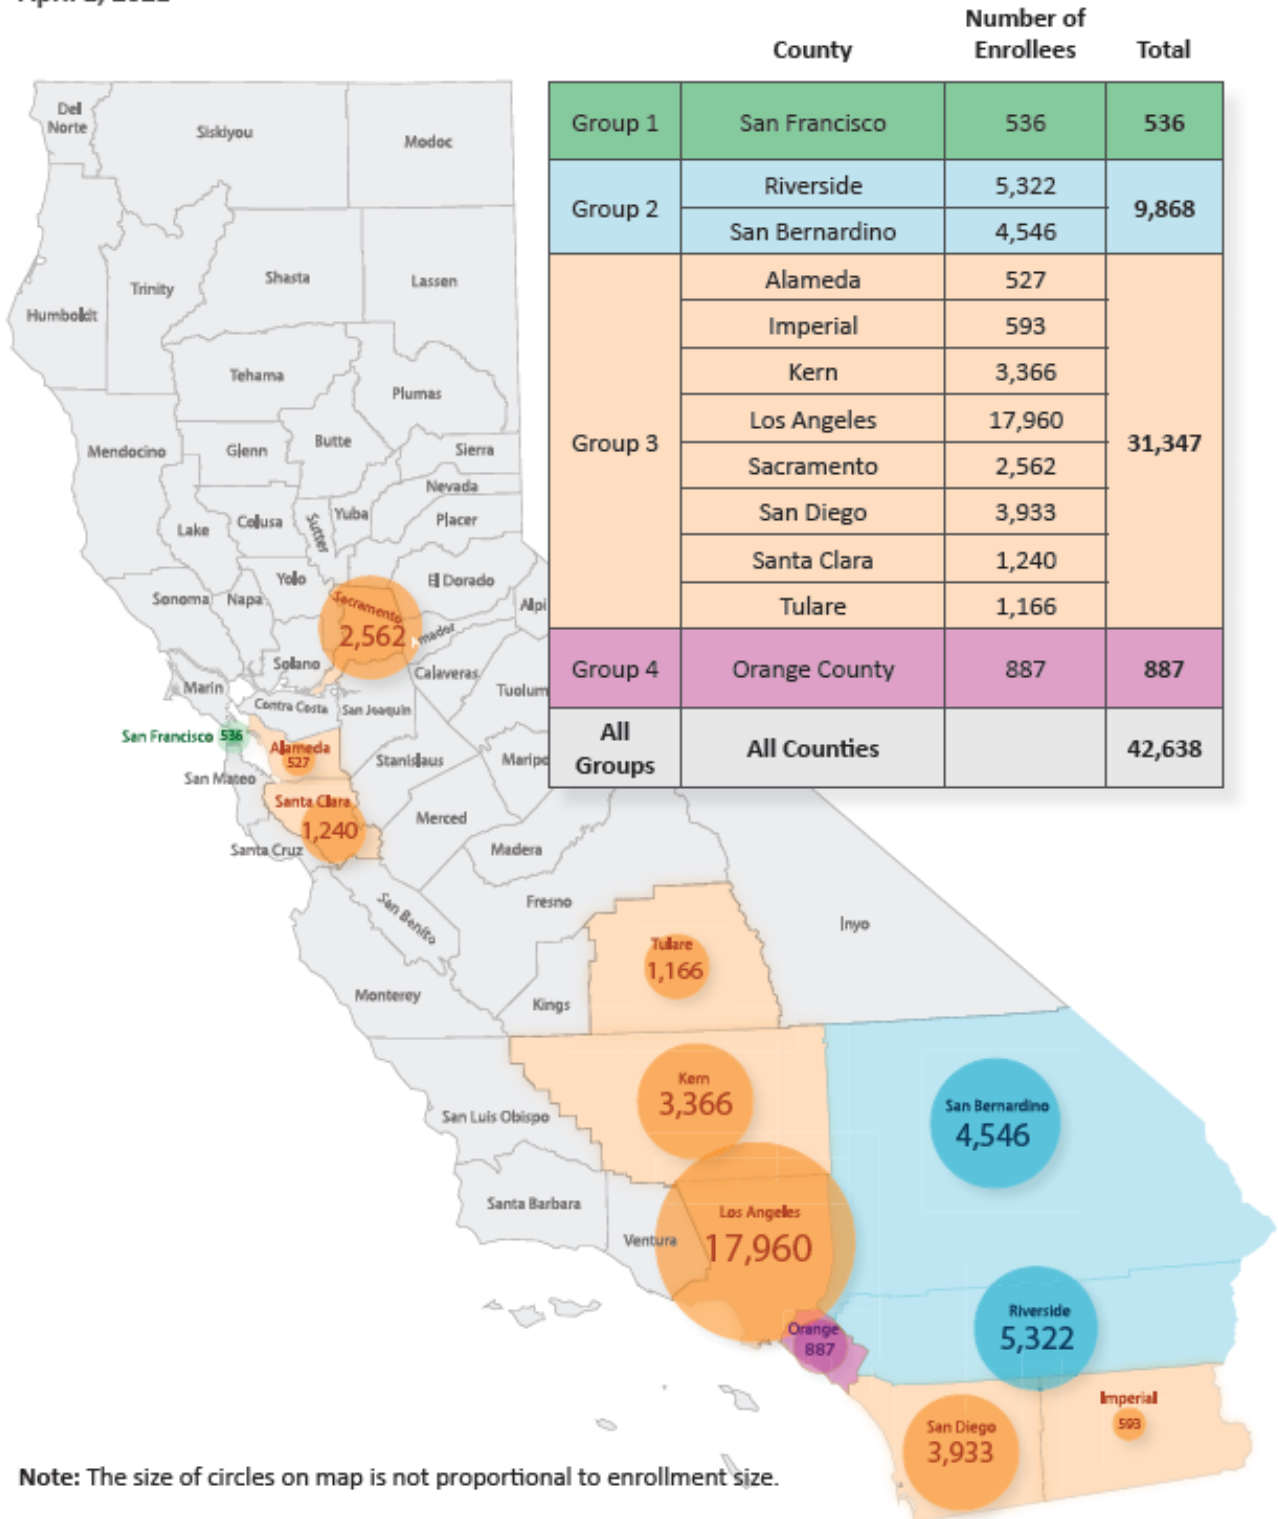 Number of
County Enrollees Total
Group 1 San Francisco 536 536
Group 2 Riverside 5,322 9,868
San Bernardino 4,546
Group 3 Alameda 527 31,347
Imperial 593
Kern 3,366
Los Angeles 17,960
Sacramento 2,562
San Diego 3,933
Santa Clara 1,240
Tulare 1,166
Group 4 Orange County 887 887
All Groups All Counties 42,638
Del
Norte
Siskiyou
Modoc
Humboldt
Trinity
Shasta
Lassen
Tehama
Plumas
Mendocino
Glenn
Butte
Sierra
Nevada
Lake
Colusa
Sutter
Yuba
Placer
Yolo
El Dorado
Sonoma
Napa
Sacramento
2,562
Alpi
mador
Solano
Calaveras
Marin
Contra Costa
San Joaquin
Tuolum
San Francisco 536
Alameda
527
Stanislaus
Maripo
San Mateo
Santa Clara
1,240
Merced
Santa Cruz
Madera
San Benito
Fresno
Inyo
Tulare
1,166
Monterey
Kings
Kern
3,366
San Bernardino
4,546
San Luis Obispo
Santa Barbara
Los Angeles
17,960
Ventura
Riverside
5,322
Orange
887
Imperial
593
San Diego
3,933
Note: The size of circles on map is not proportional to enrollment size.